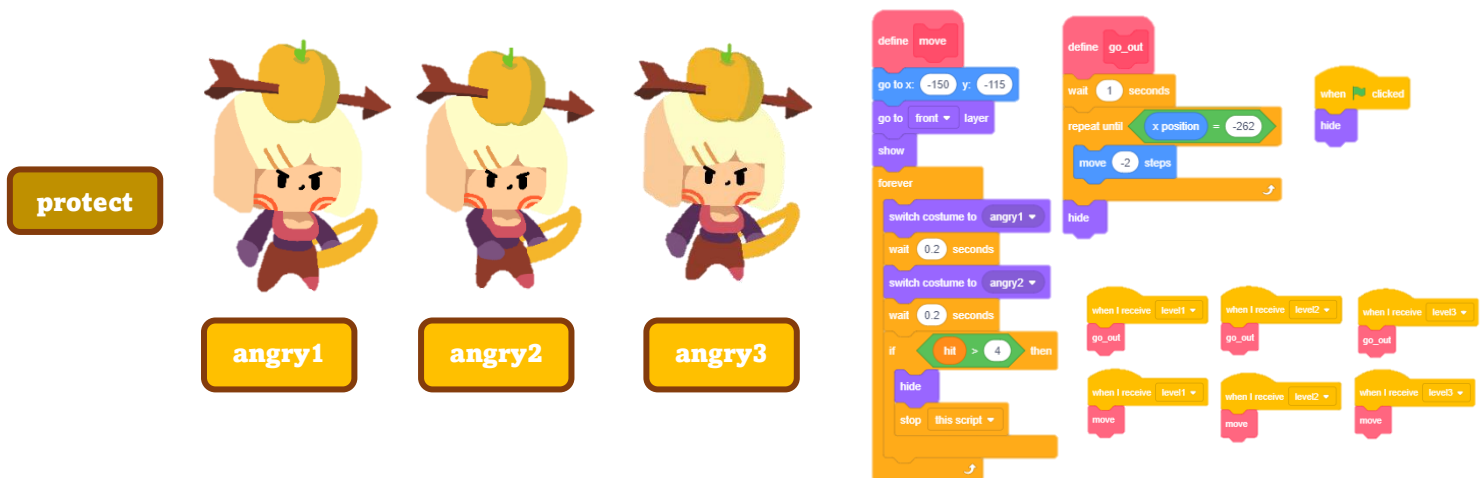 protect
angry1
angry2
angry3
define move
go to x: -150 y: -115
go to front layer
show
forever
switch costume to angry1
wait 0.2 seconds
switch costume to angry2
wait 0.2 seconds
if hit > 4 then
hide
stop this script
define go_out
wait 1 seconds
repeat until x position = -262
move -2 steps
hide
when clicked
hide
when I receive level1
go_out
when I receive level2
go_out
when I receive level3
go_out
when I receive level1
move
when I receive level2
move
when I receive level3
move